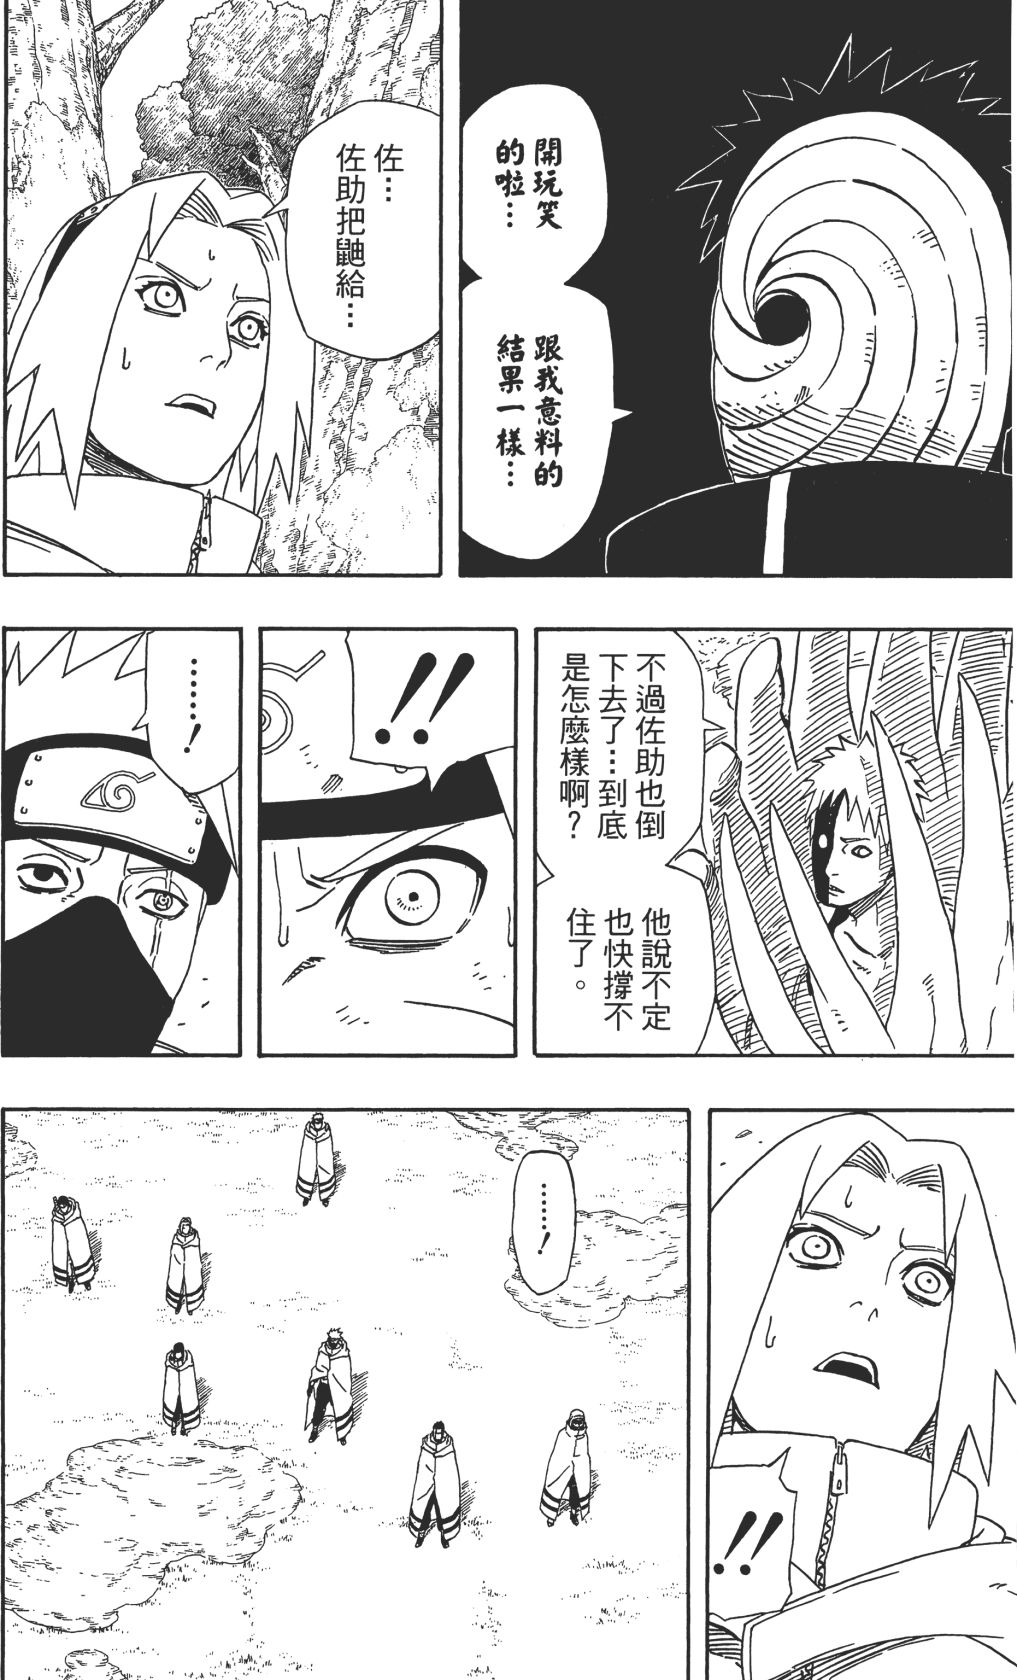 開玩笑
的啦…
跟我意料的
結果一樣…
佐…
佐助把鼬給…
不過佐助也倒
下去了…到底
是怎麼樣啊？
他說不定
也快撐不
住了。
!!
……!
!!
……!